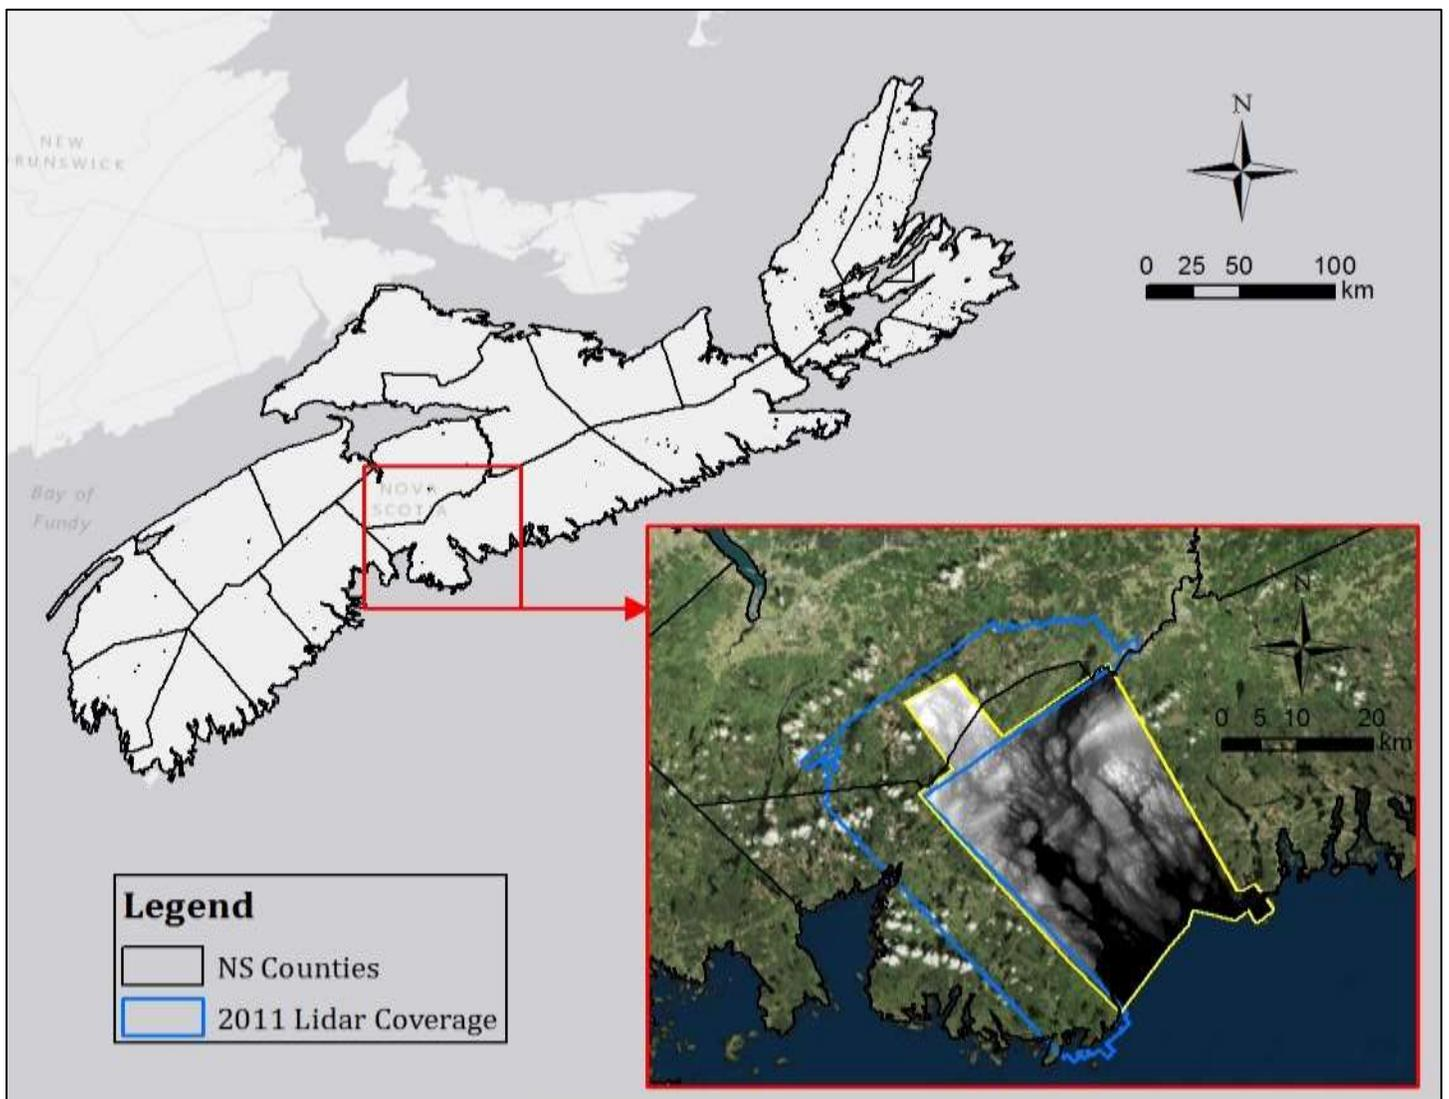 NEW
RUNSWICK
N
0 25 50 100
km
Bay of
Fundy
NOVA
SCOTIA
N
0 5 10 20
km
Legend
NS Counties
2011 Lidar Coverage